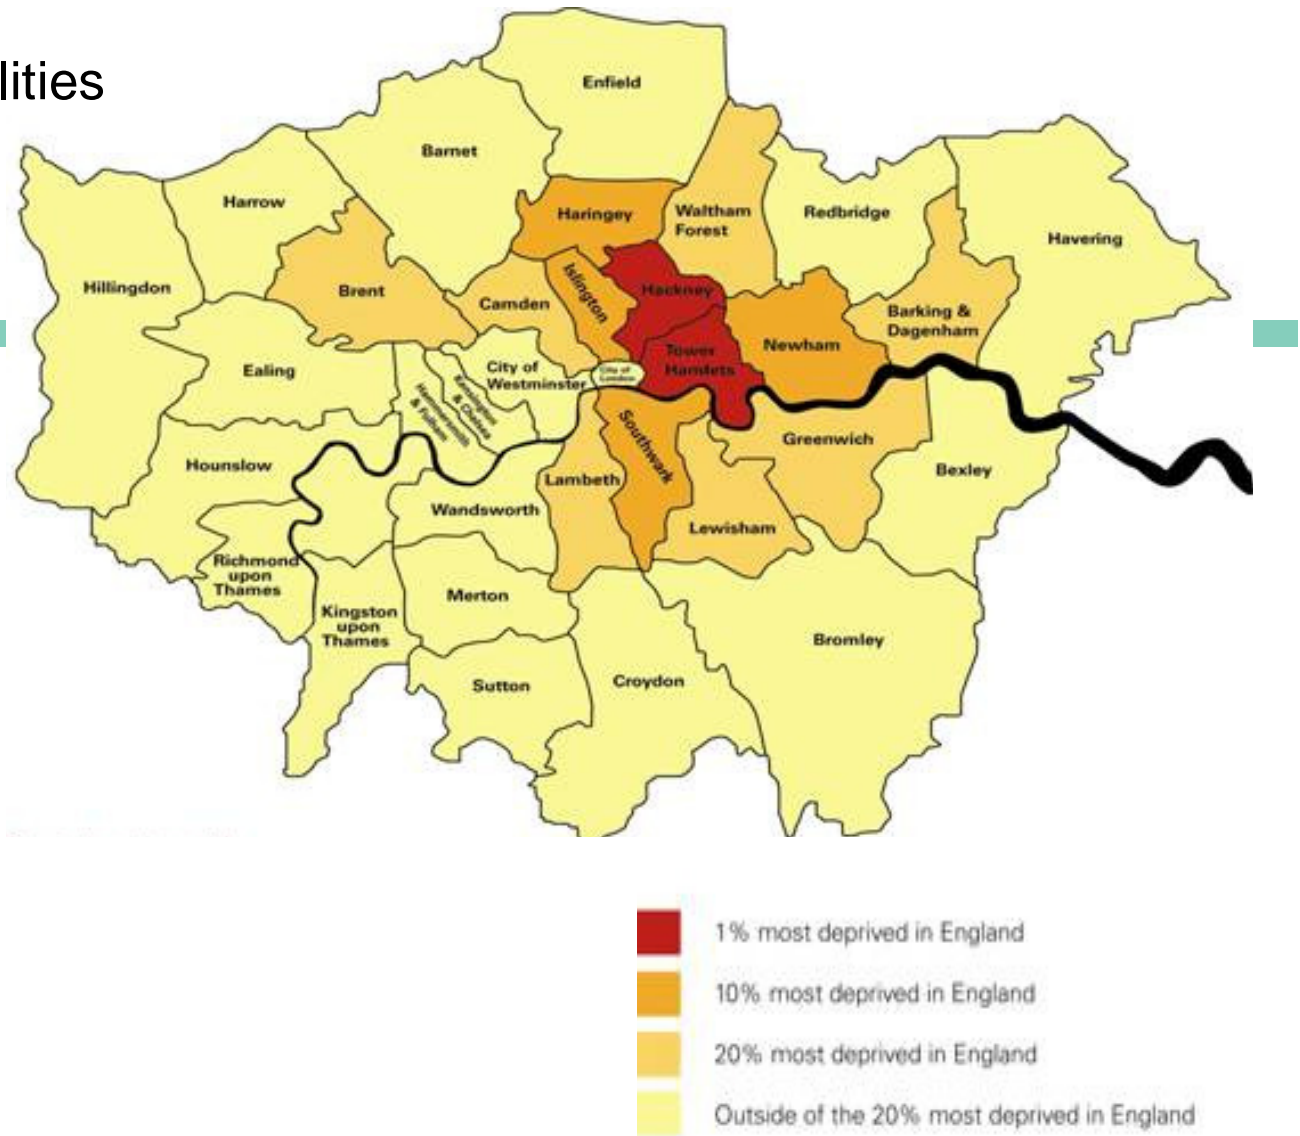 lities
Enfield
Barnet
Harrow
Haringey
Waltham
Forest
Redbridge
Havering
Hillingdon
Brent
Camden
Islington
Hackney
Barking &
Dagenham
Ealing
City of
Westminster
City of
London
Tower
Hamlets
Newham
Kensington
& Chelsea
Hammersmith
& Fulham
Hounslow
Southwark
Greenwich
Bexley
Lambeth
Wandsworth
Lewisham
Richmond
upon
Thames
Kingston
upon
Thames
Merton
Bromley
Sutton
Croydon
1% most deprived in England
10% most deprived in England
20% most deprived in England
Outside of the 20% most deprived in England